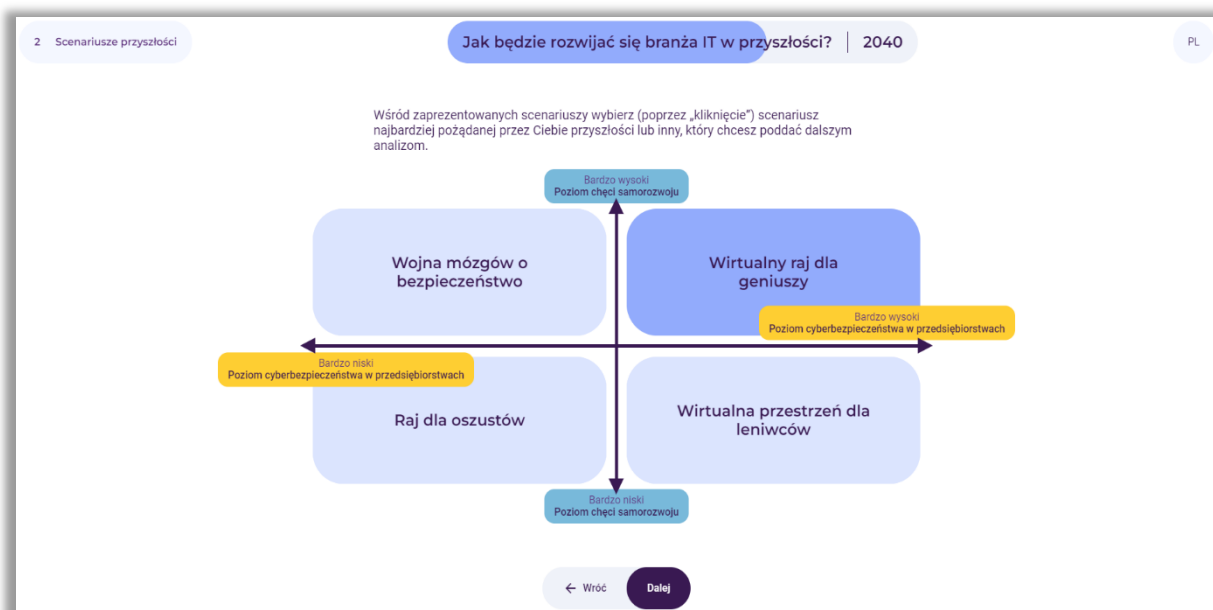 2 Scenariusze przyszłości
Jak będzie rozwijać się branża IT w przyszłości? | 2040
PL
Wśród zaprezentowanych scenariuszy wybierz (poprzez „kliknięcie”) scenariusz
najbardziej pożądanej przez Ciebie przyszłości lub inny, który chcesz poddać dalszym
analizom.
Bardzo wysoki
Poziom chęci samorozwoju
Wojna mózgów o
bezpieczeństwo
Wirtualny raj dla
geniuszy
Bardzo wysoki
Poziom cyberbezpieczeństwa w przedsiębiorstwach
Bardzo niski
Poziom cyberbezpieczeństwa w przedsiębiorstwach
Raj dla oszustów
Wirtualna przestrzeń dla
leniwców
Bardzo niski
Poziom chęci samorozwoju
← Wróć
Dalej